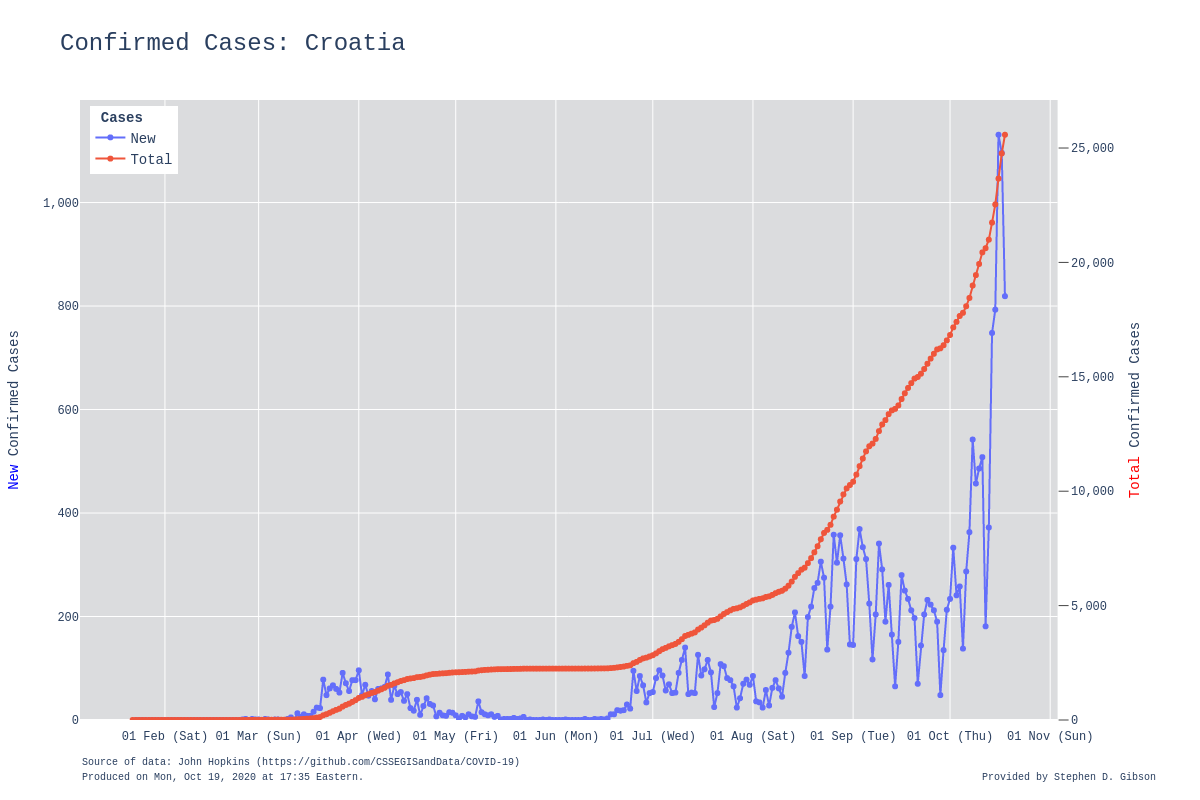 Confirmed Cases: Croatia
Cases
New
Total
1,000
800
600
400
200
0
New Confirmed Cases
25,000
20,000
15,000
10,000
5,000
0
Total Confirmed Cases
01 Feb (Sat) 01 Mar (Sun) 01 Apr (Wed) 01 May (Fri) 01 Jun (Mon) 01 Jul (Wed) 01 Aug (Sat) 01 Sep (Tue) 01 Oct (Thu) 01 Nov (Sun)
Source of data: John Hopkins (https://github.com/CSSEGISandData/COVID-19)
Produced on Mon, Oct 19, 2020 at 17:35 Eastern.
Provided by Stephen D. Gibson